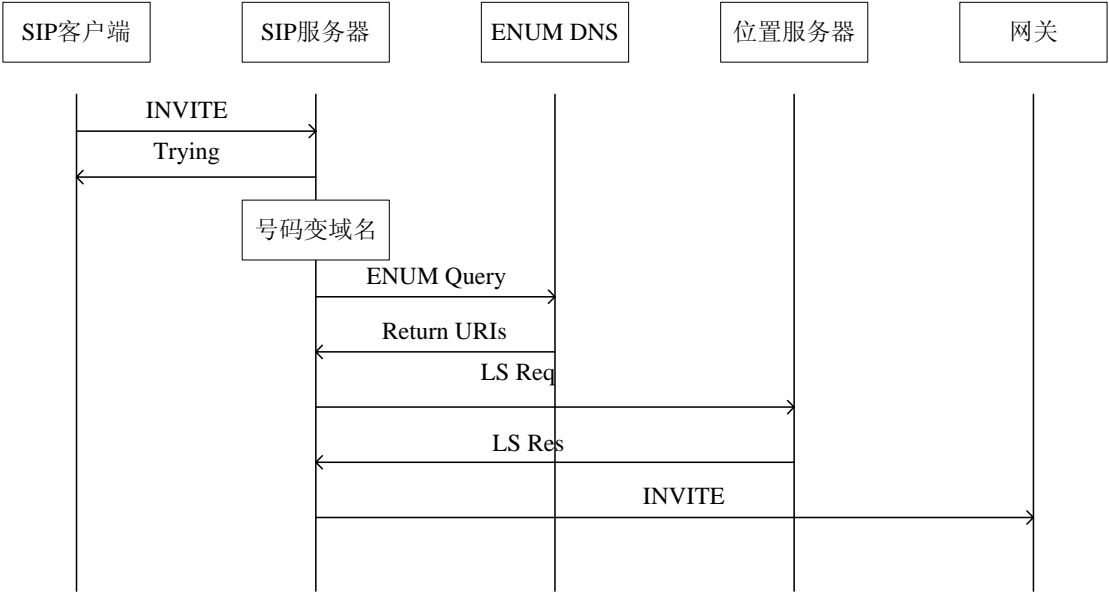 SIP客户端
SIP服务器
ENUM DNS
位置服务器
网关
INVITE
Trying
号码变域名
ENUM Query
Return URIs
LS Req
LS Res
INVITE